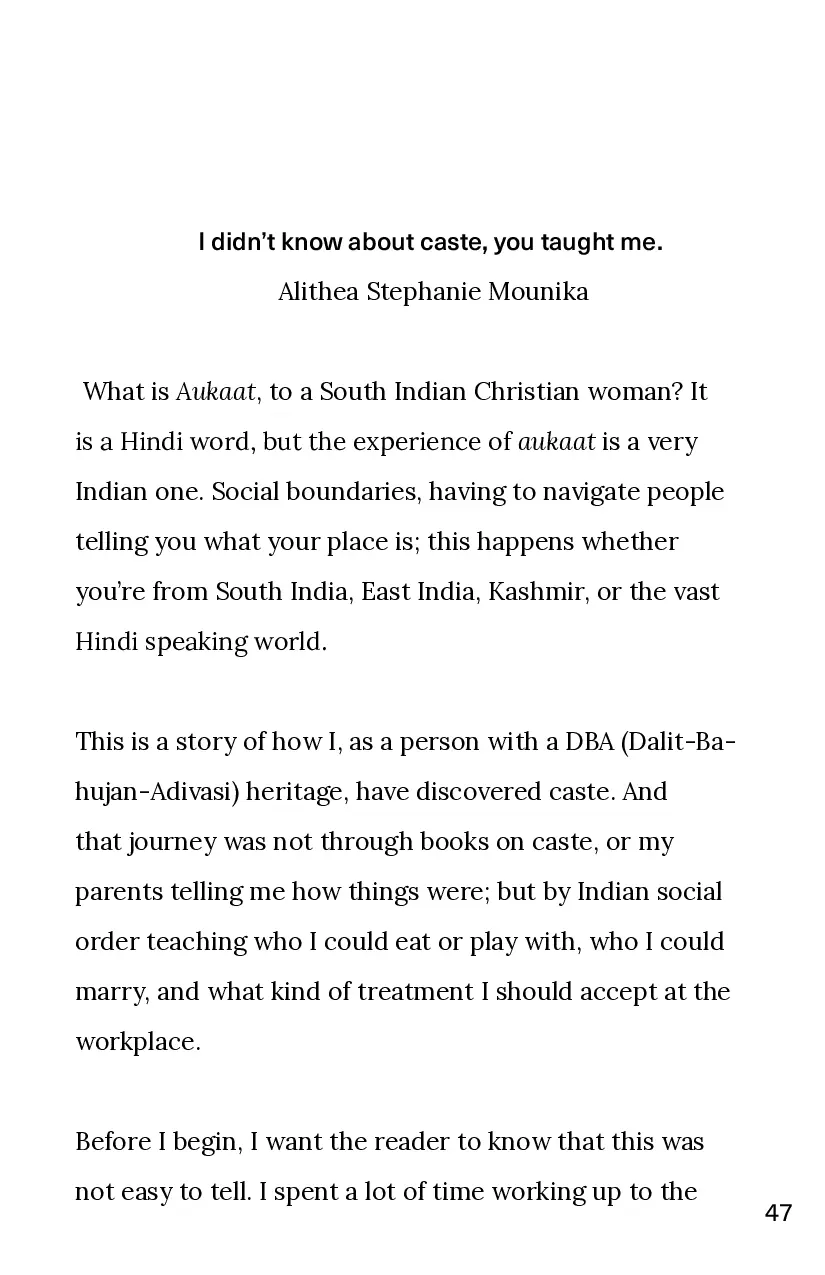 I didn’t know about caste, you taught me.
Alithea Stephanie Mounika
What is Aukaat, to a South Indian Christian woman? It
is a Hindi word, but the experience of aukaat is a very
Indian one. Social boundaries, having to navigate people
telling you what your place is; this happens whether
you’re from South India, East India, Kashmir, or the vast
Hindi speaking world.
This is a story of how I, as a person with a DBA (Dalit-Ba-
hujan-Adivasi) heritage, have discovered caste. And
that journey was not through books on caste, or my
parents telling me how things were; but by Indian social
order teaching who I could eat or play with, who I could
marry, and what kind of treatment I should accept at the
workplace.
Before I begin, I want the reader to know that this was
not easy to tell. I spent a lot of time working up to the
47